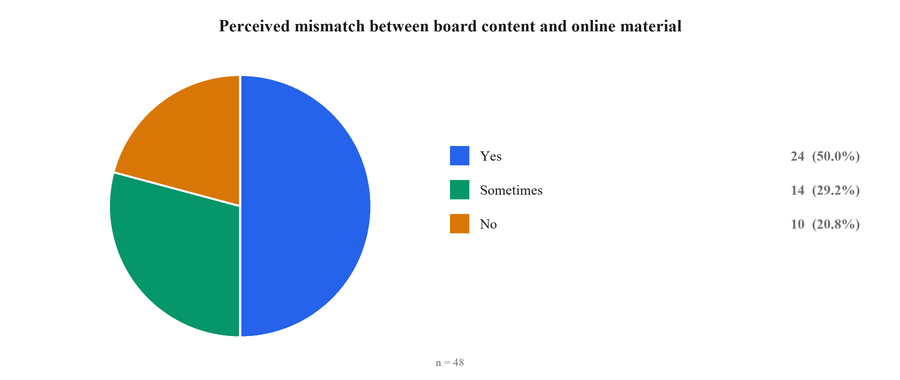 Perceived mismatch between board content and online material
Yes 24 (50.0%)
Sometimes 14 (29.2%)
No 10 (20.8%)
n = 48